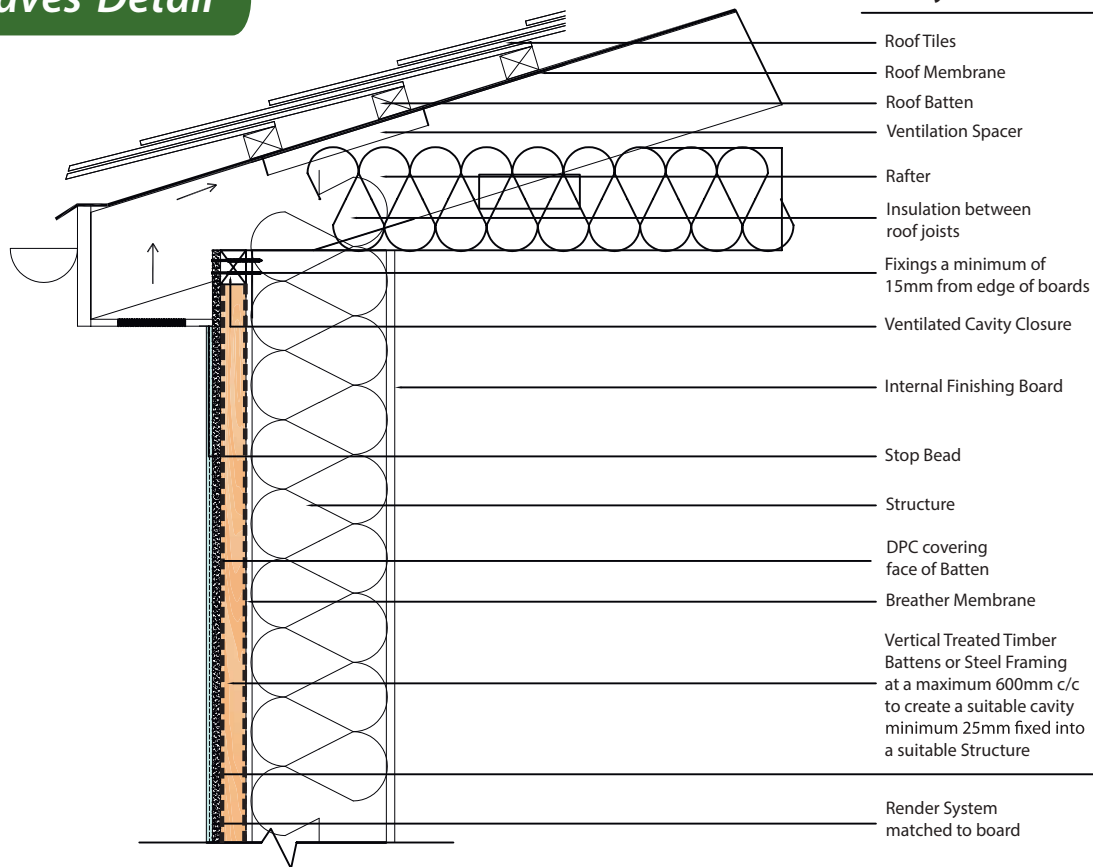 Detail
Roof Tiles
Roof Membrane
Roof Batten
Ventilation Spacer
Rafter
Insulation between
roof joists
Fixings a minimum of
15mm from edge of boards
Ventilated Cavity Closure
Internal Finishing Board
Stop Bead
Structure
DPC covering
face of Batten
Breather Membrane
Vertical Treated Timber
Battens or Steel Framing
at a maximum 600mm c/c
to create a suitable cavity
minimum 25mm fixed into
a suitable Structure
Render System
matched to board